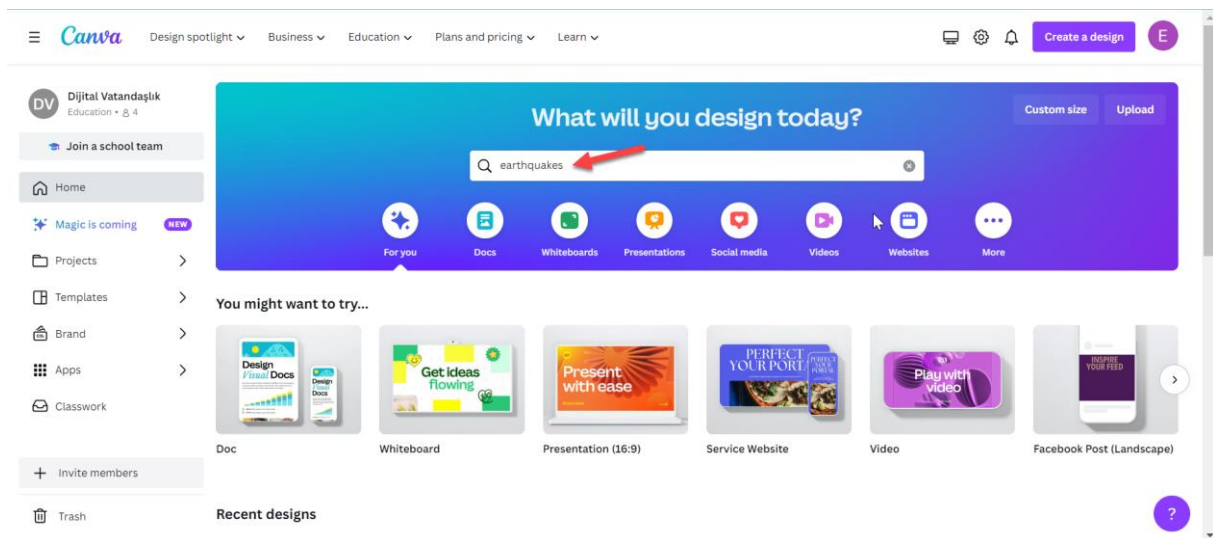 Canva
Design spotlight
Business
Education
Plans and pricing
Learn
Create a design
E
DV
Dijital Vatandaşlık
Education • 4
Join a school team
Home
Magic is coming NEW
Projects
Templates
Brand
Apps
Classwork
Invite members
Trash
What will you design today?
Custom size
Upload
earthquakes
For you
Docs
Whiteboards
Presentations
Social media
Videos
Websites
More
You might want to try...
Design
Visual Docs
Design
Visual
Docs
Get ideas
flowing
Present
with ease
PERFECT
YOUR PORT
Play with
video
INSPIRE
YOUR FEED
Doc
Whiteboard
Presentation (16:9)
Service Website
Video
Facebook Post (Landscape)
Recent designs
?